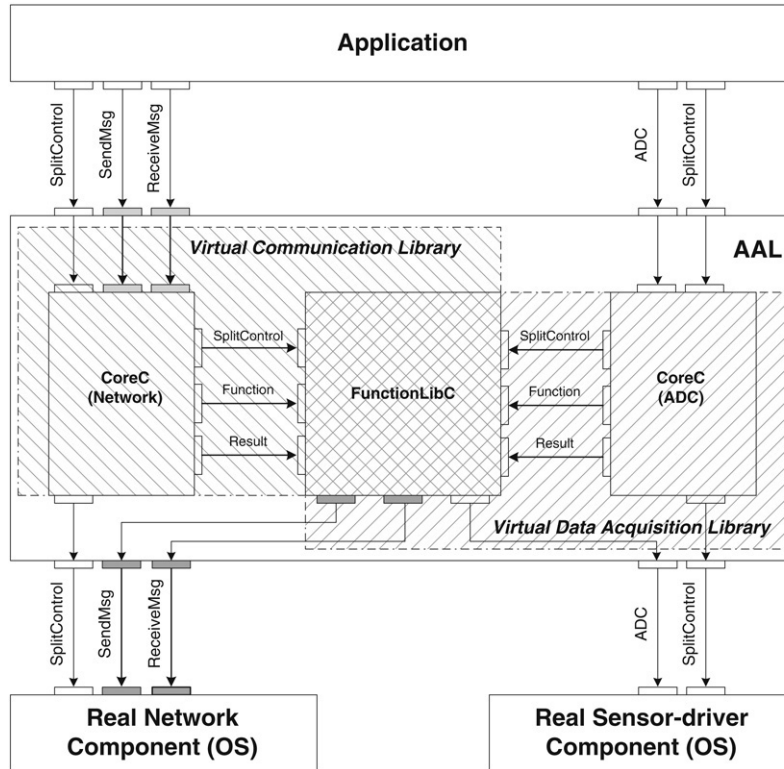 Application
SplitControl
SendMsg
ReceiveMsg
ADC
SplitControl
Virtual Communication Library
AAL
CoreC
(Network)
SplitControl
Function
Result
FunctionLibC
SplitControl
Function
Result
CoreC
(ADC)
Virtual Data Acquisition Library
SplitControl
SendMsg
ReceiveMsg
ADC
SplitControl
Real Network
Component (OS)
Real Sensor-driver
Component (OS)